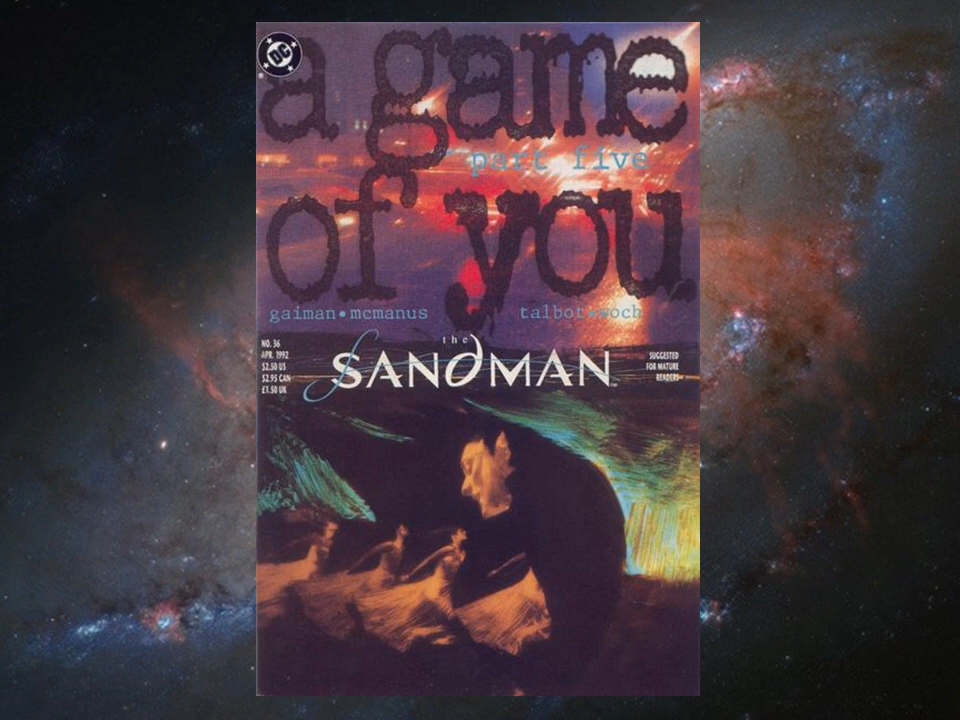 DC
a game
part five
of you
gaiman • mcmanus
talbot • woch
the
SANDMAN
NO. 36
APR. 1992
$2.50 US
$2.95 CAN
£1.50 UK
SUGGESTED
FOR MATURE
READERS